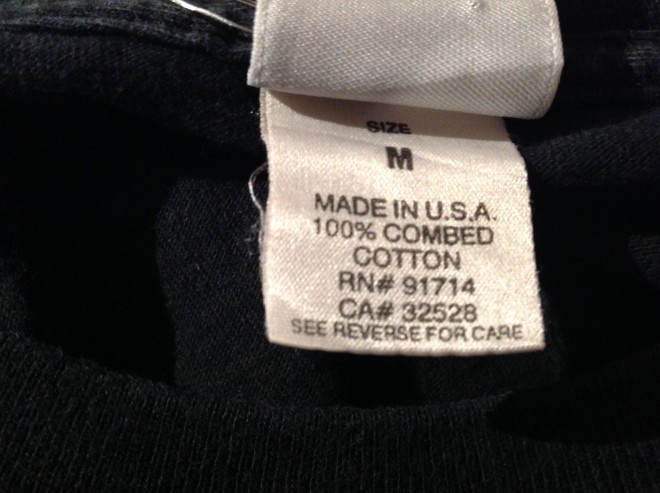 SIZE
M
MADE IN U.S.A.
100% COMBED
COTTON
RN# 91714
CA# 32528
SEE REVERSE FOR CARE